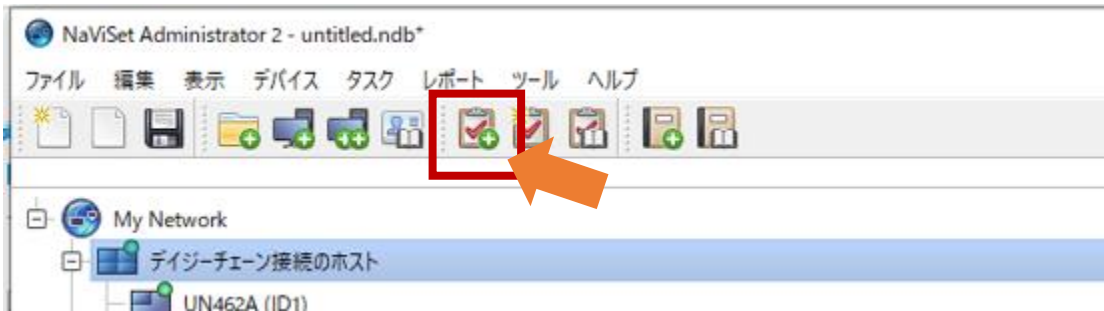 NaViSet Administrator 2 - untitled.ndb*
ファイル 編集 表示 デバイス タスク レポート ツール ヘルプ
My Network
デイジーチェーン接続のホスト
UN462A (ID1)